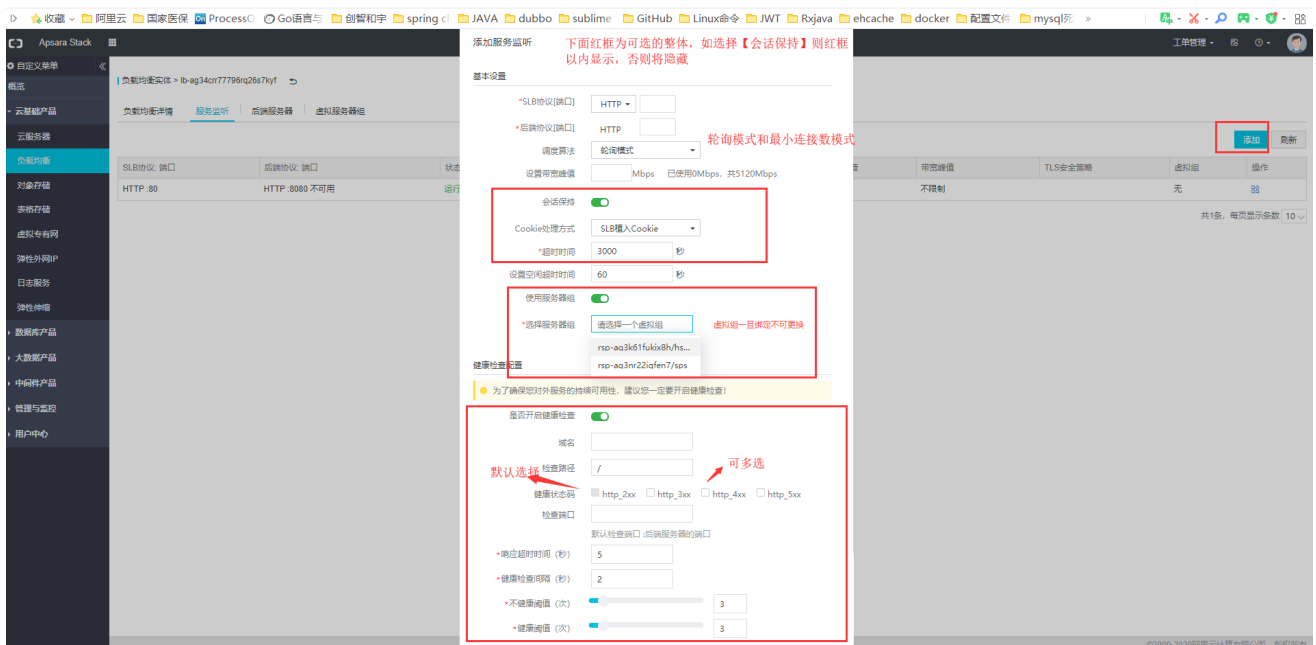 收藏 阿里云 国家医保 ProcessO Go语言与 创智和宇 spring cl JAVA dubbo sublime GitHub Linux命令 JWT Rxjava ehcache docker 配置文件 mysql死 »
Apsara Stack
工单管理
自定义菜单
概览
云基础产品
云服务器
负载均衡
对象存储
表格存储
虚拟专有网
弹性外网IP
日志服务
弹性伸缩
数据库产品
大数据产品
中间件产品
管理与监控
用户中心
负载均衡实体 > lb-ag34crr77796rq26s7kyf
负载均衡详情 服务监听 后端服务器 虚拟服务器组
添加 刷新
SLB协议: 端口 后端协议: 端口 状态 带宽峰值 TLS安全策略 虚拟组 操作
HTTP :80 HTTP :8080 不可用 运行 不限制 无
共1条, 每页显示条数 10
添加服务监听
下面红框为可选的整体，如选择【会话保持】则红框
以内显示，否则将隐藏
基本设置
*SLB协议[端口] HTTP
*后端协议[端口] HTTP
轮询模式和最小连接数模式
调度算法 轮询模式
设置带宽峰值 Mbps 已使用0Mbps，共5120Mbps
会话保持
Cookie处理方式 SLB植入Cookie
*超时时间 3000 秒
设置空闲超时时间 60 秒
使用服务器组
*选择服务器组 请选择一个虚拟组 虚拟组一旦绑定不可更换
rsp-ag3k61fukix8h/hs...
rsp-ag3nr22iqfen7/sps
健康检查配置
为了确保您对外服务的持续可用性，建议您一定要开启健康检查!
是否开启健康检查
域名
检查路径 /
默认选择
可多选
健康状态码 http_2xx http_3xx http_4xx http_5xx
检查端口
默认检查端口 :后端服务器的端口
*响应超时时间（秒） 5
*健康检查间隔（秒） 2
*不健康阈值（次） 3
*健康阈值（次） 3